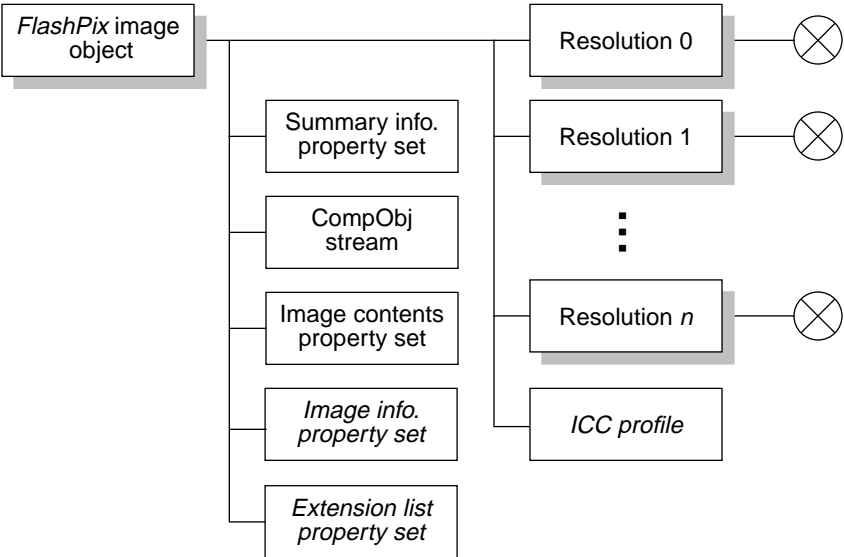 FlashPix image
object
Summary info.
property set
CompObj
stream
Image contents
property set
Image info.
property set
Extension list
property set
Resolution 0
Resolution 1
Resolution n
ICC profile